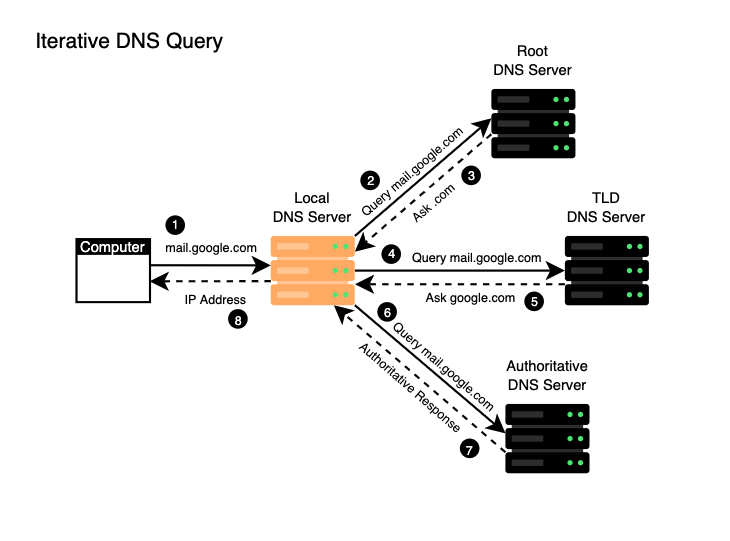 Iterative DNS Query
Root
DNS Server
2
Query mail.google.com
3
Ask .com
Local
DNS Server
TLD
DNS Server
1
Computer
mail.google.com
4
Query mail.google.com
IP Address
8
Ask google.com
5
6
Query mail.google.com
Authoritative Response
7
Authoritative
DNS Server